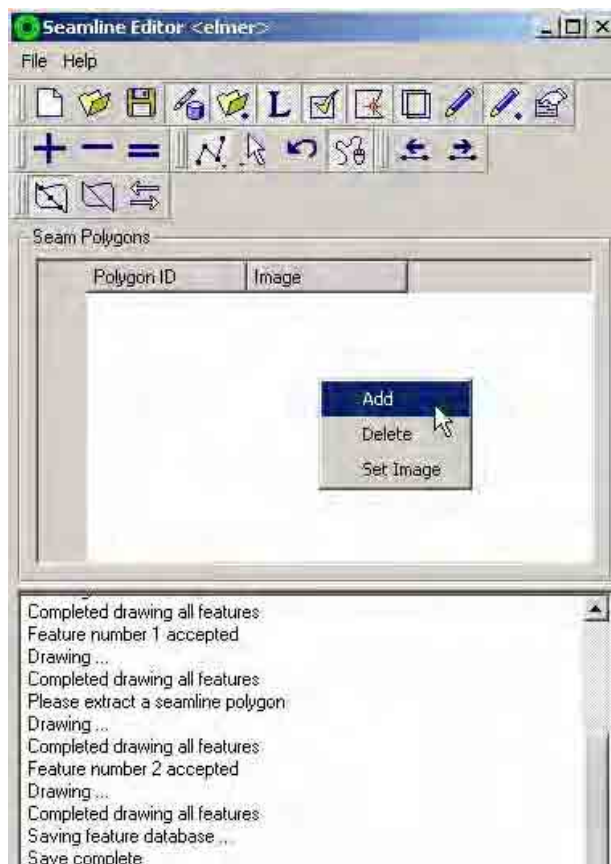 Seamline Editor <elmer>
File Help
L
Seam Polygons
Polygon ID Image
Add
Delete
Set Image
Completed drawing all features
Feature number 1 accepted
Drawing ...
Completed drawing all features
Please extract a seamline polygon
Drawing ...
Completed drawing all features
Feature number 2 accepted
Drawing ...
Completed drawing all features
Saving feature database ...
Save complete